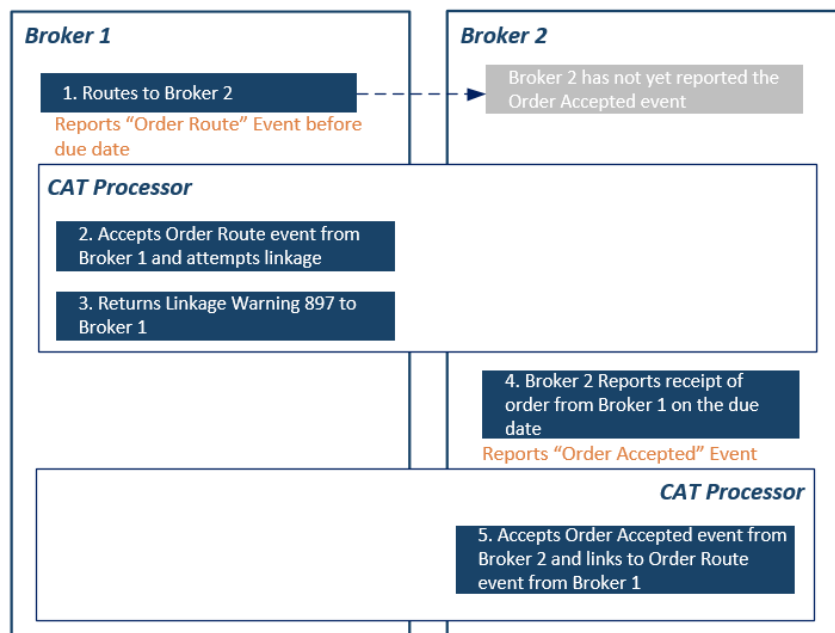 Broker 1
Broker 2
1. Routes to Broker 2
Broker 2 has not yet reported the
Order Accepted event
Reports “Order Route” Event before
due date
CAT Processor
2. Accepts Order Route event from
Broker 1 and attempts linkage
3. Returns Linkage Warning 897 to
Broker 1
4. Broker 2 Reports receipt of
order from Broker 1 on the due
date
Reports “Order Accepted” Event
CAT Processor
5. Accepts Order Accepted event from
Broker 2 and links to Order Route
event from Broker 1